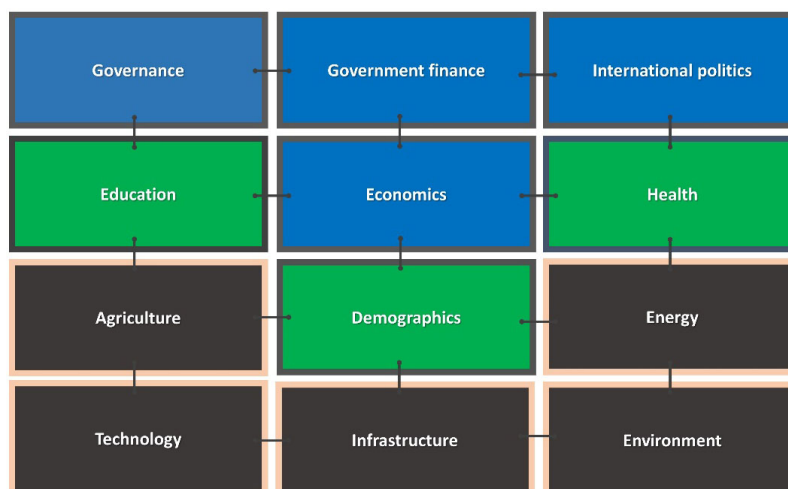 Governance
Government finance
International politics
Education
Economics
Health
Agriculture
Demographics
Energy
Technology
Infrastructure
Environment